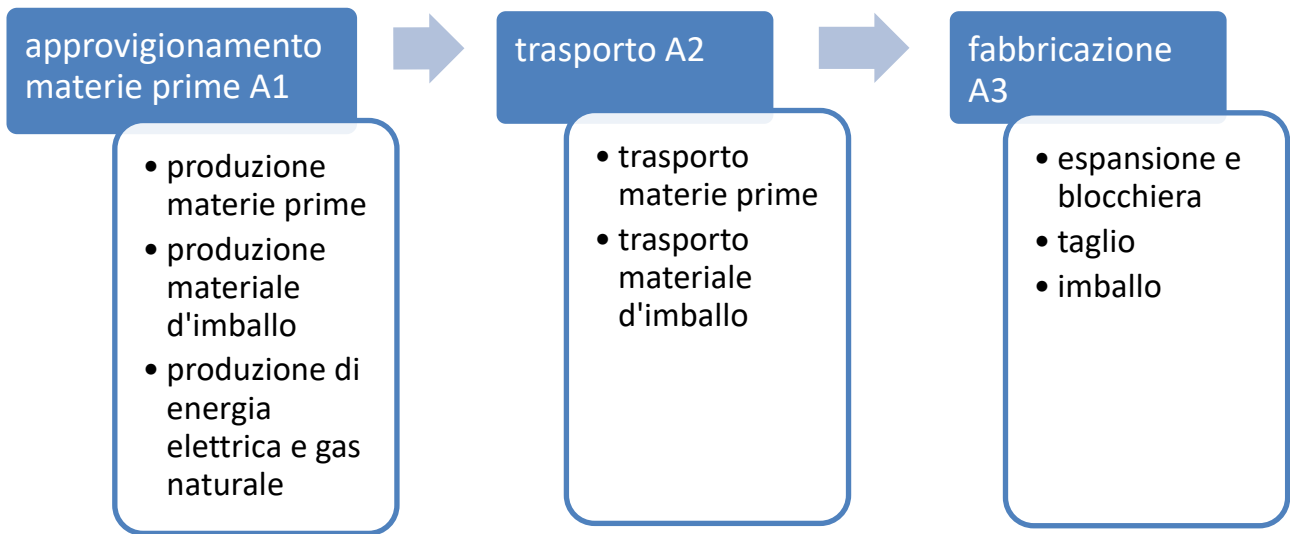 approvigionamento
materie prime A1
• produzione
materie prime
• produzione
materiale
d'imballo
• produzione di
energia
elettrica e gas
naturale
trasporto A2
• trasporto
materie prime
• trasporto
materiale
d'imballo
fabbricazione
A3
• espansione e
blocchiera
• taglio
• imballo